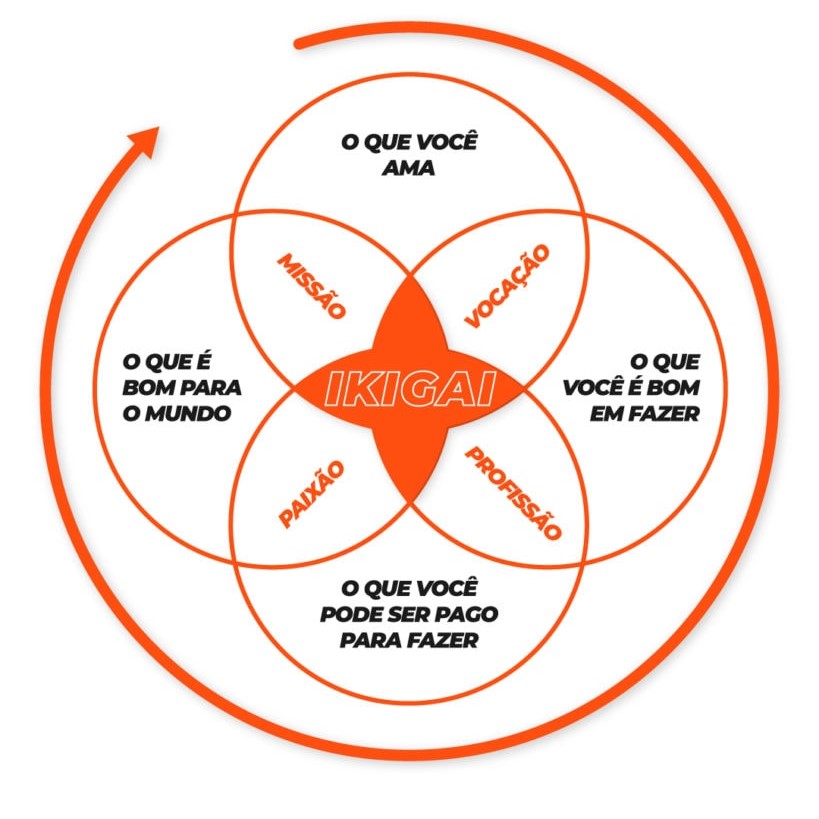 O QUE VOCÊ
AMA
MISSÃO
VOCAÇÃO
O QUE É
BOM PARA
O MUNDO
IKIGAI
O QUE
VOCÊ É BOM
EM FAZER
PAIXÃO
PROFISSÃO
O QUE VOCÊ
PODE SER PAGO
PARA FAZER